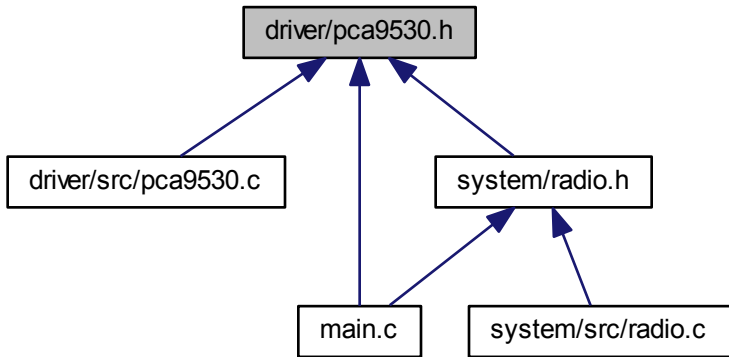 driver/pca9530.h
driver/src/pca9530.c
system/radio.h
main.c
system/src/radio.c